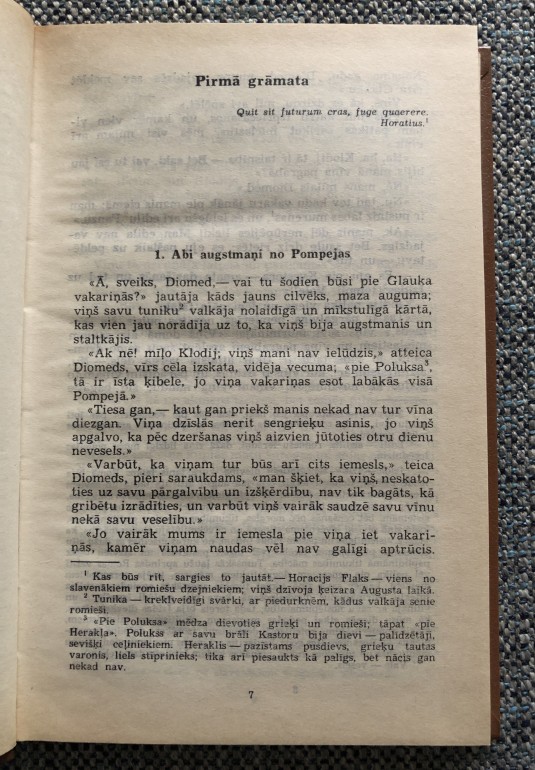 Pirmā grāmata
Quit sit futurum cras, fuge quaerere.
Horatius.¹
1. Abi augstmaņi no Pompejas
«Ā, sveiks, Diomed,— vai tu šodien būsi pie Glauka
vakariņās?» jautāja kāds jauns cilvēks, maza auguma;
viņš savu tuniku² valkāja nolaidīgā un mīkstulīgā kārtā,
kas vien jau norādīja uz to, ka viņš bija augstmanis un
staltkājis.
«Ak nē! mīļo Klodij; viņš mani nav ielūdzis,» atteica
Diomeds, vīrs cēla izskata, vidēja vecuma; «pie Poluksa³,
tā ir īsta ķibele, jo viņa vakariņas esot labākās visā
Pompejā.»
«Tiesa gan,— kaut gan priekš manis nekad nav tur vīna
diezgan. Viņa dzīslās nerit sengrieķu asinis, jo viņš
apgalvo, ka pēc dzeršanas viņš aizvien jūtoties otru dienu
nevesels.»
«Varbūt, ka viņam tur būs arī cits iemesls,» teica
Diomeds, pieri saraukdams, «man šķiet, ka viņš, neskato-
ties uz savu pārgalvību un izšķērdību, nav tik bagāts, kā
gribētu izrādīties, un varbūt viņš vairāk saudzē savu vīnu
nekā savu veselību.»
«Jo vairāk mums ir iemesla pie viņa iet vakari-
ņās, kamēr viņam naudas vēl nav galīgi aptrūcis.
¹ Kas būs rīt, sargies to jautāt.— Horacijs Flaks — viens no
slavenākiem romiešu dzejniekiem; viņš dzīvoja ķeizara Augusta laikā.
² Tunika — kreklveidīgi svārki, ar piedurknēm, kādus valkāja senie
romieši.
³ «Pie Poluksa» mēdza dievoties grieķi un romieši; tāpat «pie
Herakla». Polukss ar savu brāli Kastoru bija dievi — palīdzētāji,
sevišķi ceļiniekiem. Heraklis — pazīstams pusdievs, grieķu tautas
varonis, liels stiprinieks; tika arī piesaukts kā palīgs, bet nācis gan
nekad nav.
7